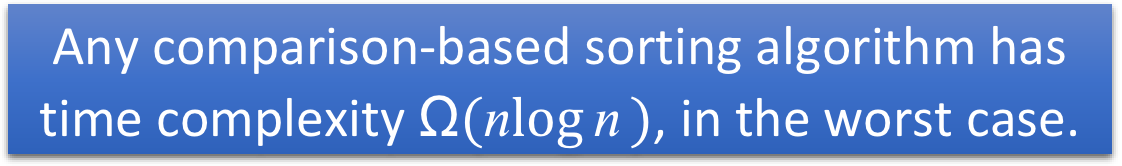 Any comparison-based sorting algorithm has
time complexity Ω(nlog n ), in the worst case.